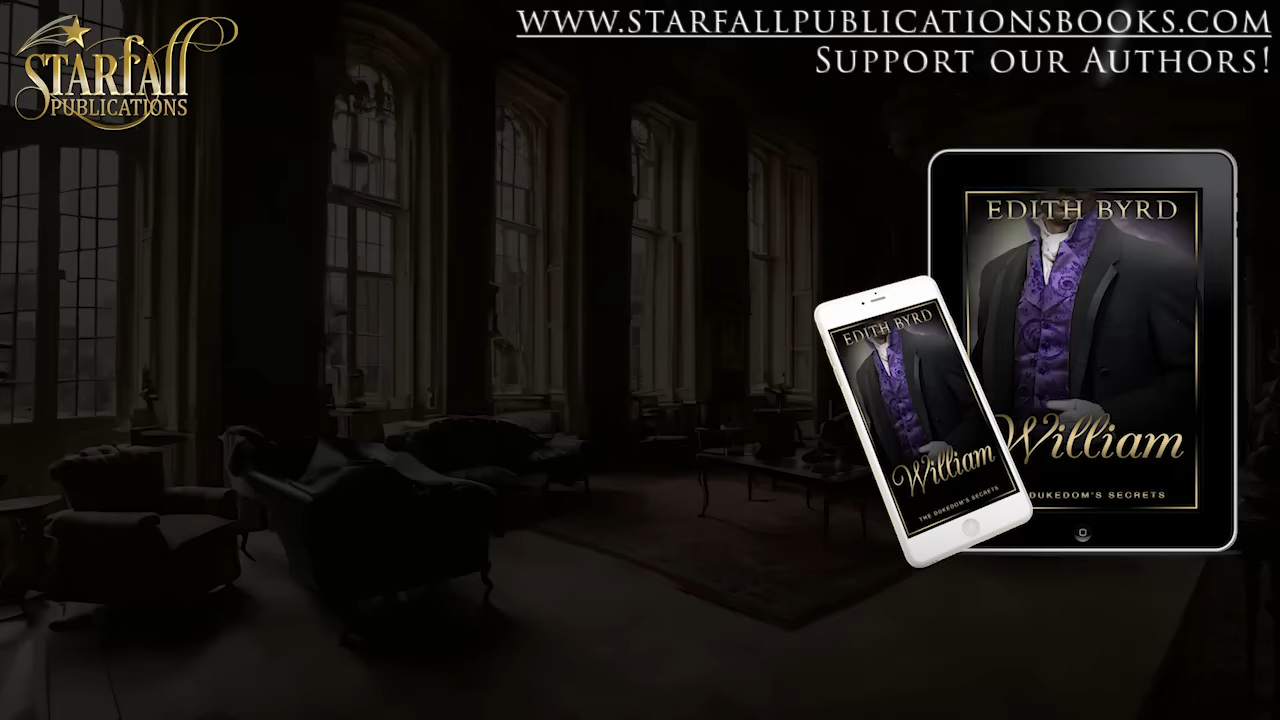 STARfall
PUBLICATIONS
WWW.STARFALLPUBLICATIONSBOOKS.COM
SUPPORT OUR AUTHORS!
EDITH BYRD
William
DUKEDOM'S SECRETS
EDITH BYRD
William
THE DUKEDOM'S SECRETS